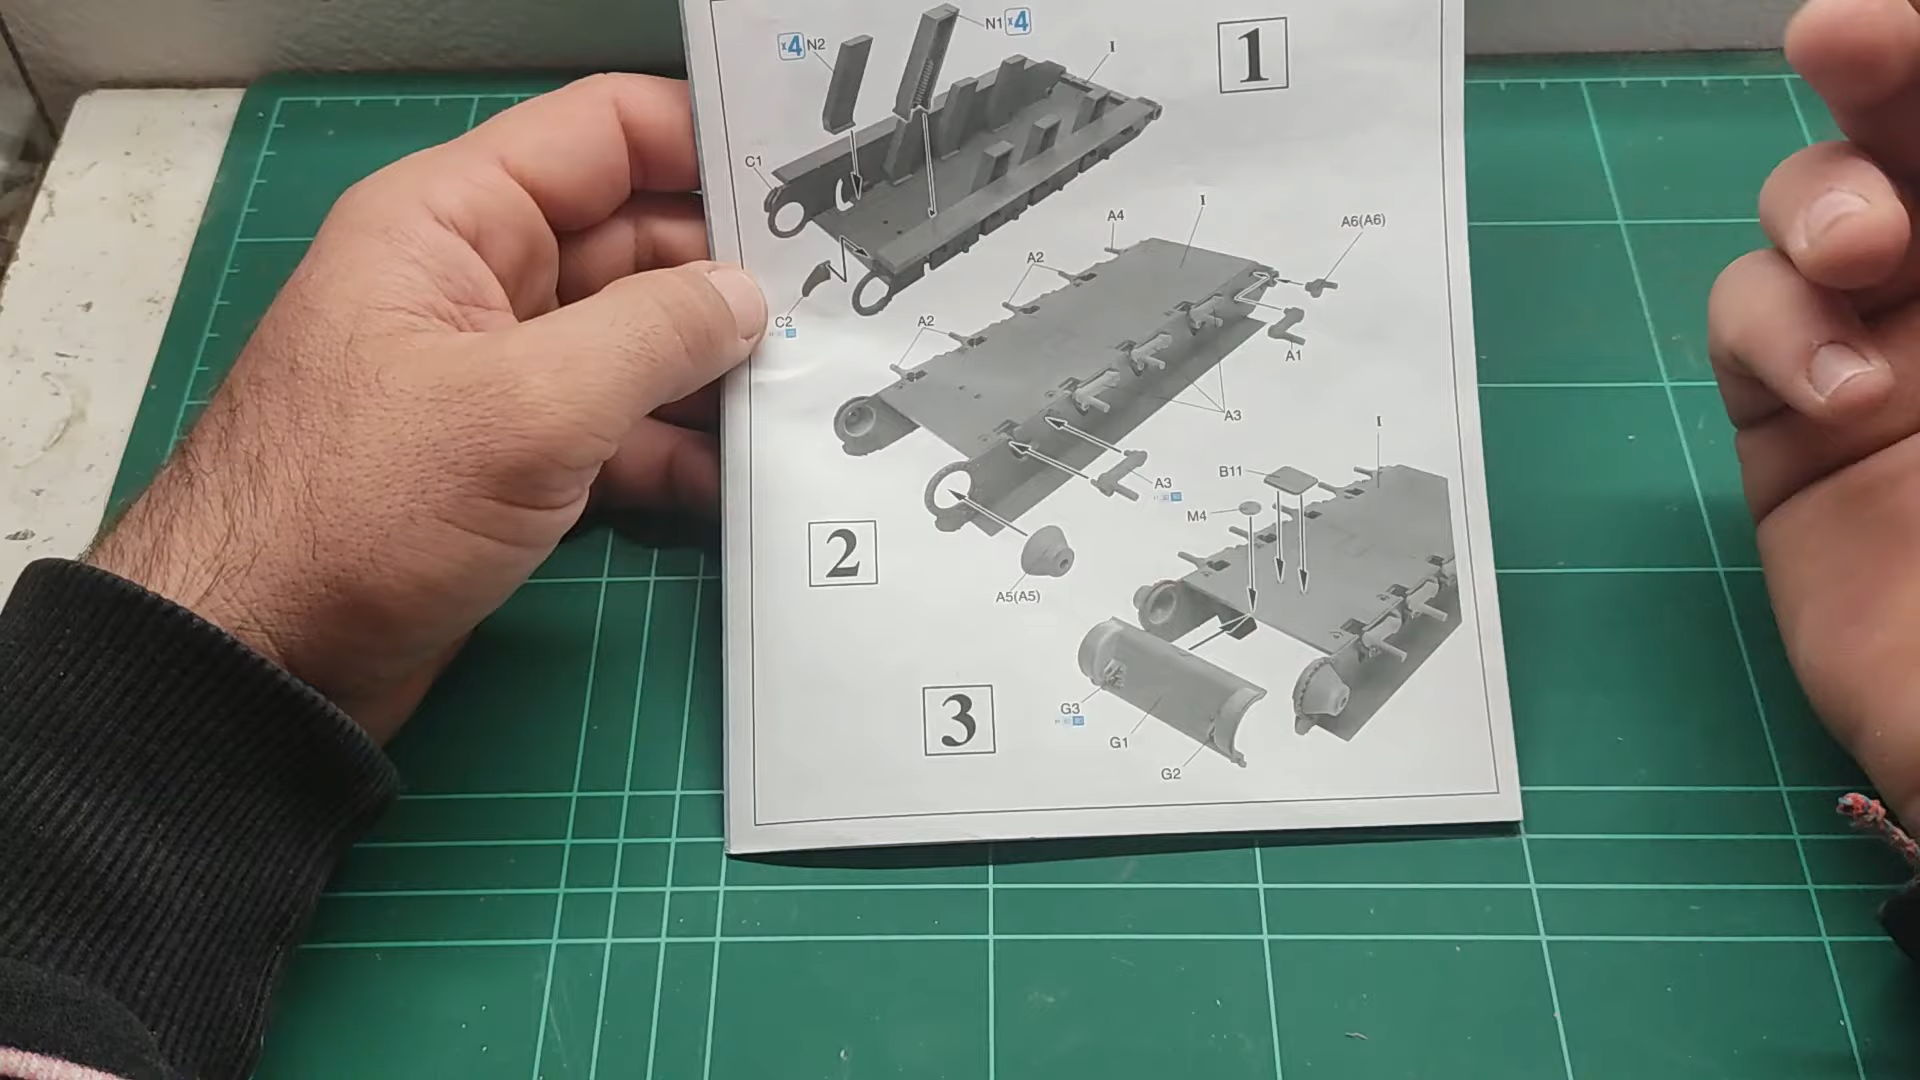 x4 N2
N1 x4
I
1
C1
C2
A4
I
A6(A6)
A2
A2
A1
A3
A3
2
A5(A5)
I
B11
M4
3
G3
G1
G2